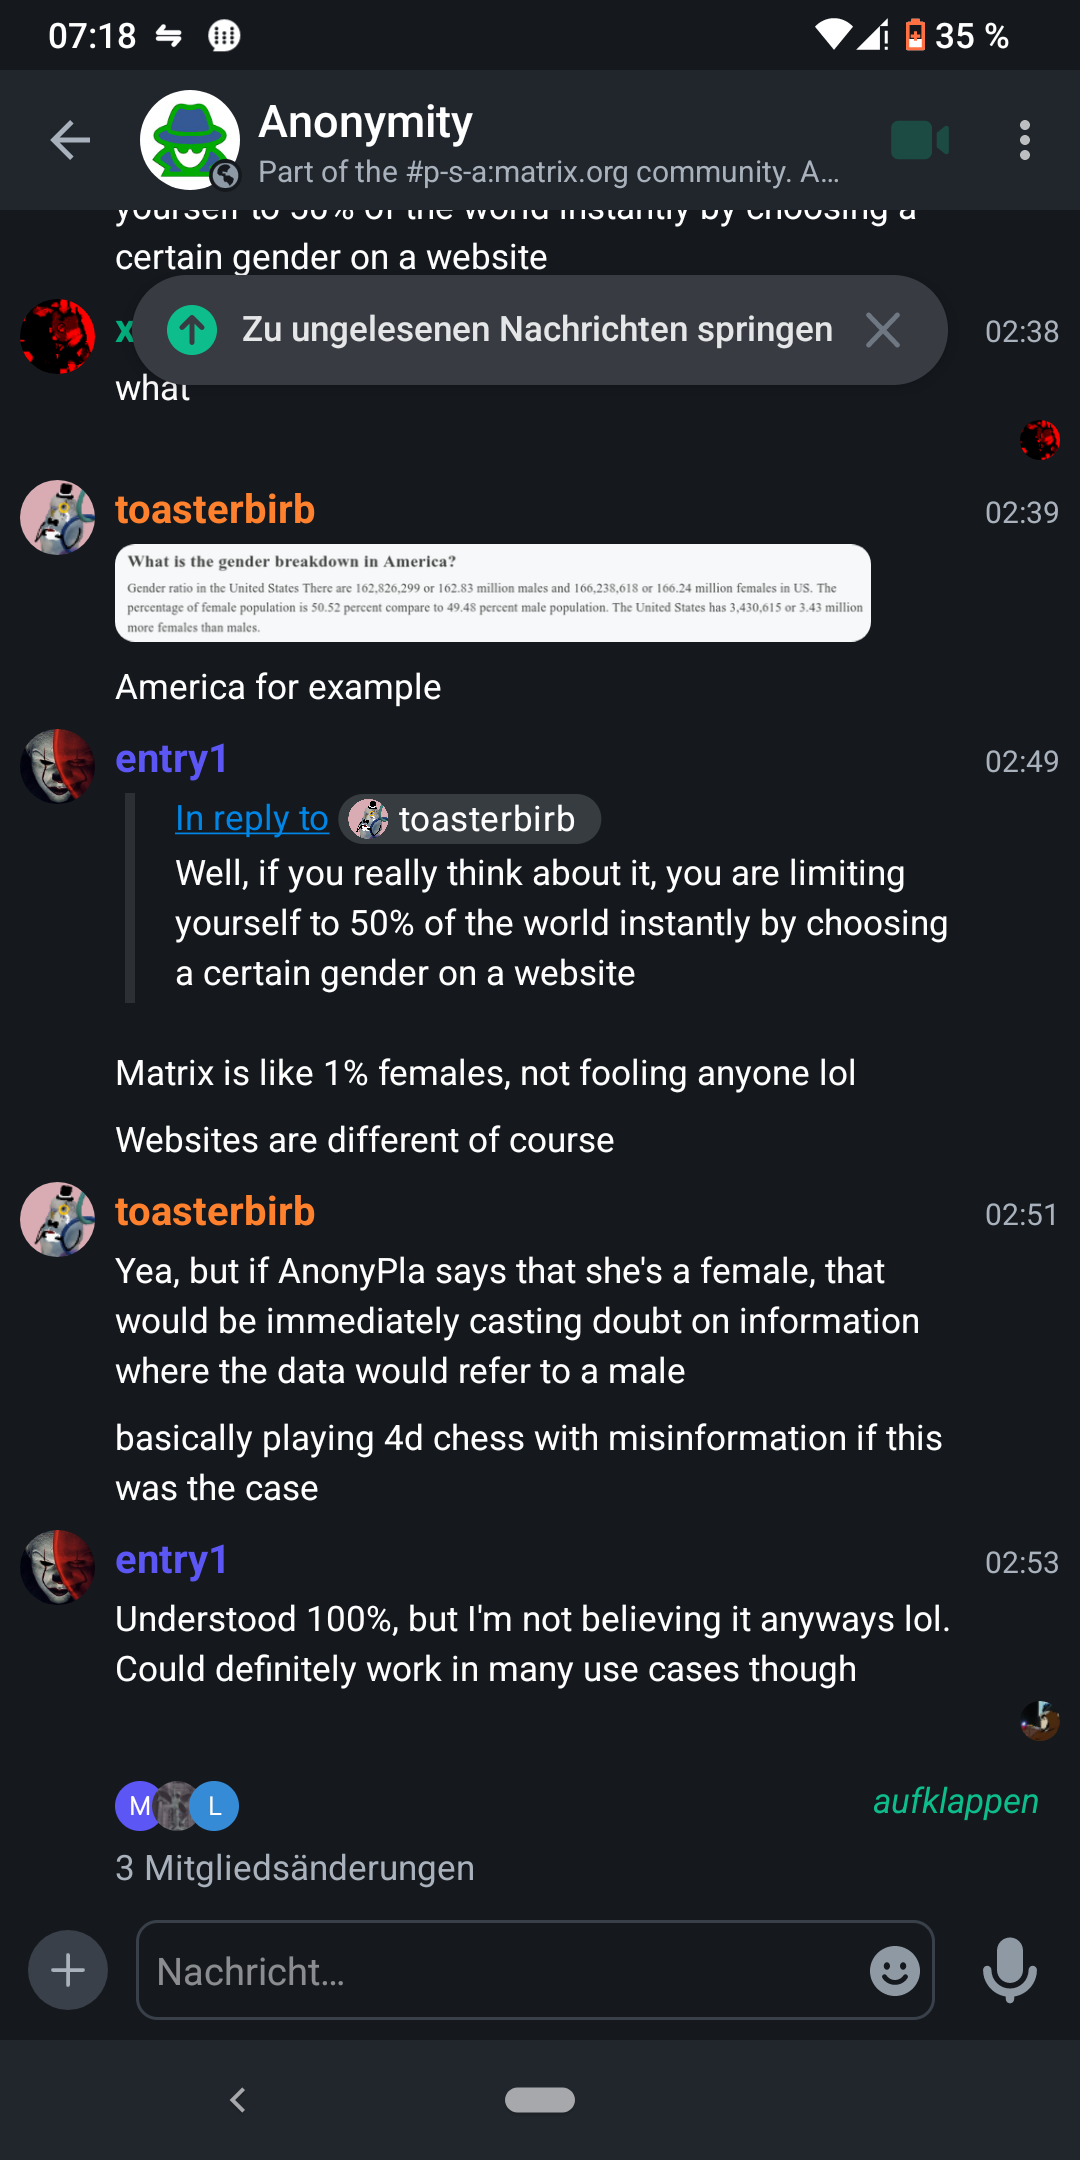 07:18
35 %
Anonymity
Part of the #p-s-a:matrix.org community. A...
yourself to 50% of the world instantly by choosing a
certain gender on a website
Zu ungelesenen Nachrichten springen
x
02:38
what
toasterbirb
02:39
What is the gender breakdown in America?
Gender ratio in the United States There are 162,826,299 or 162.83 million males and 166,238,618 or 166.24 million females in US. The
percentage of female population is 50.52 percent compare to 49.48 percent male population. The United States has 3,430,615 or 3.43 million
more females than males.
America for example
entry1
02:49
In reply to toasterbirb
Well, if you really think about it, you are limiting
yourself to 50% of the world instantly by choosing
a certain gender on a website
Matrix is like 1% females, not fooling anyone lol
Websites are different of course
toasterbirb
02:51
Yea, but if AnonyPla says that she's a female, that
would be immediately casting doubt on information
where the data would refer to a male
basically playing 4d chess with misinformation if this
was the case
entry1
02:53
Understood 100%, but I'm not believing it anyways lol.
Could definitely work in many use cases though
M L
aufklappen
3 Mitgliedsänderungen
Nachricht...